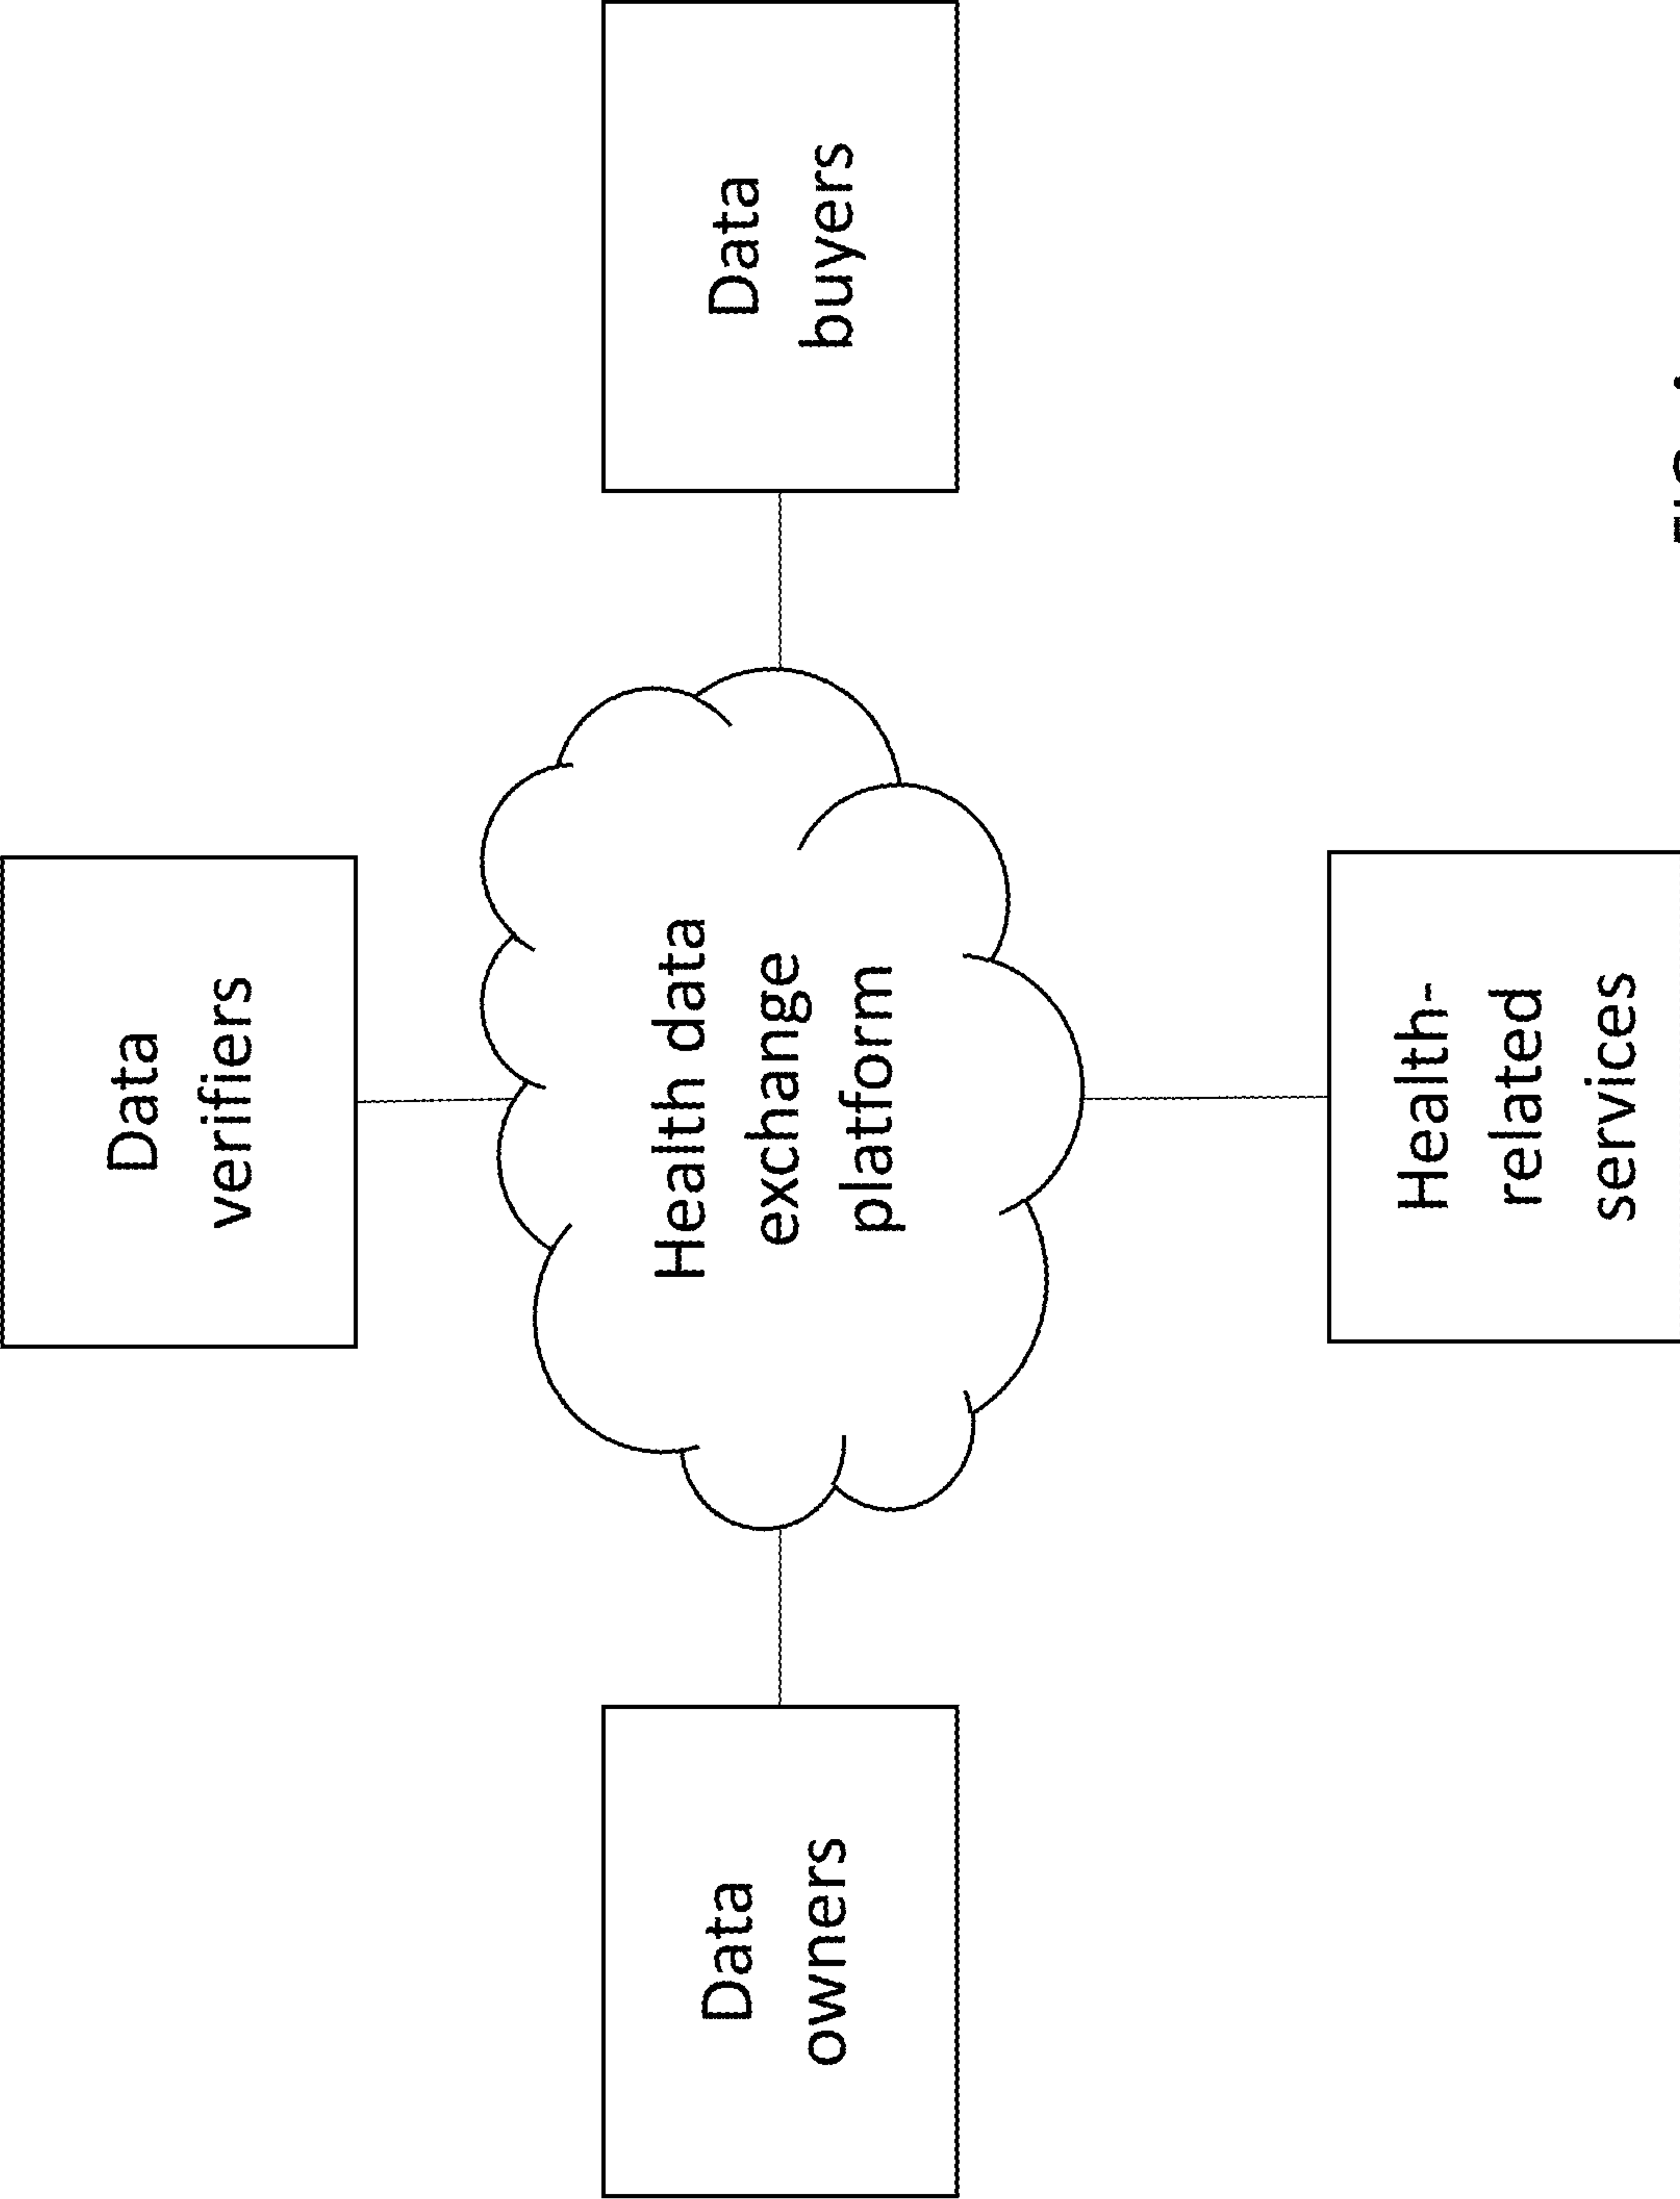 Data
verifiers
Data
owners
Health data
exchange
platform
Data
buyers
Health-
related
services